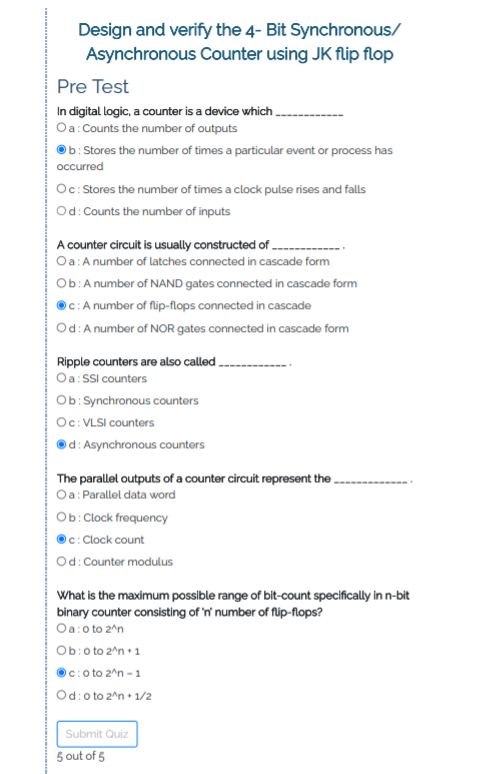 Design and verify the 4- Bit Synchronous/
Asynchronous Counter using JK flip flop
Pre Test
In digital logic, a counter is a device which ____________
a : Counts the number of outputs
b : Stores the number of times a particular event or process has
occurred
c : Stores the number of times a clock pulse rises and falls
d : Counts the number of inputs
A counter circuit is usually constructed of ____________ .
a : A number of latches connected in cascade form
b : A number of NAND gates connected in cascade form
c : A number of flip-flops connected in cascade
d : A number of NOR gates connected in cascade form
Ripple counters are also called ____________ .
a : SSI counters
b : Synchronous counters
c : VLSI counters
d : Asynchronous counters
The parallel outputs of a counter circuit represent the _____________ .
a : Parallel data word
b : Clock frequency
c : Clock count
d : Counter modulus
What is the maximum possible range of bit-count specifically in n-bit
binary counter consisting of 'n' number of flip-flops?
a : 0 to 2^n
b : 0 to 2^n + 1
c : 0 to 2^n - 1
d : 0 to 2^n + 1/2
Submit Quiz
5 out of 5